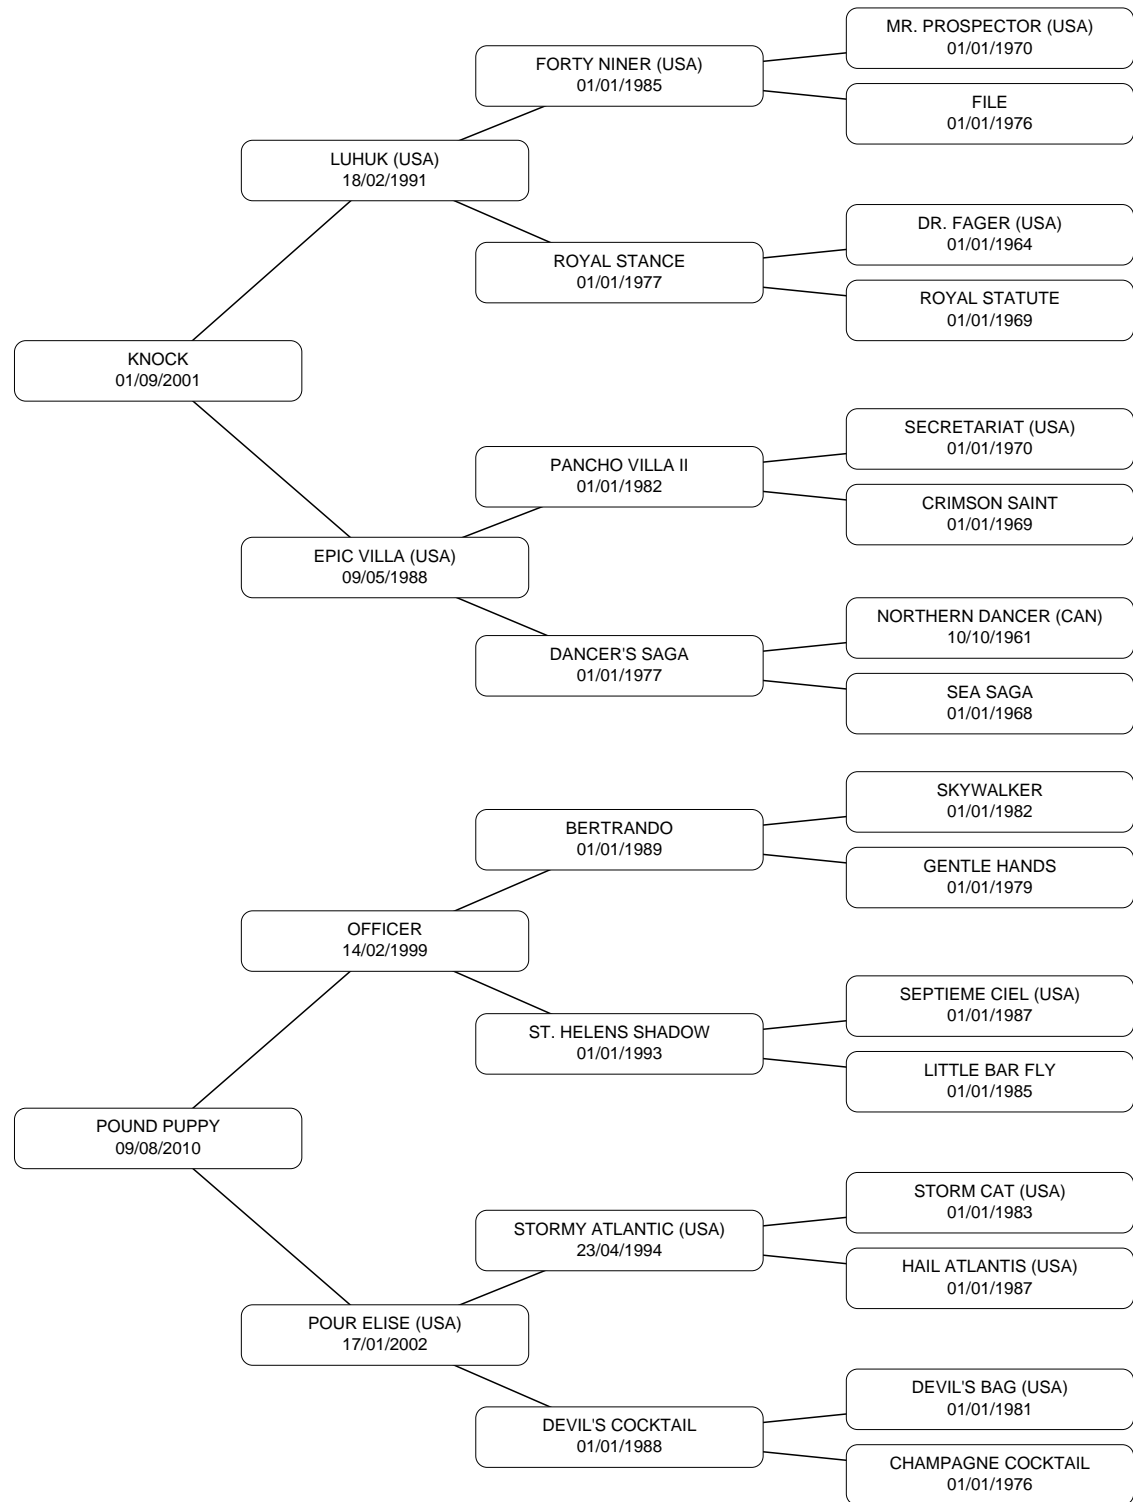 MR. PROSPECTOR (USA)
01/01/1970
FORTY NINER (USA)
01/01/1985
FILE
01/01/1976
LUHUK (USA)
18/02/1991
DR. FAGER (USA)
01/01/1964
ROYAL STANCE
01/01/1977
ROYAL STATUTE
01/01/1969
KNOCK
01/09/2001
SECRETARIAT (USA)
01/01/1970
PANCHO VILLA II
01/01/1982
CRIMSON SAINT
01/01/1969
EPIC VILLA (USA)
09/05/1988
NORTHERN DANCER (CAN)
10/10/1961
DANCER'S SAGA
01/01/1977
SEA SAGA
01/01/1968
SKYWALKER
01/01/1982
BERTRANDO
01/01/1989
GENTLE HANDS
01/01/1979
OFFICER
14/02/1999
SEPTIEME CIEL (USA)
01/01/1987
ST. HELENS SHADOW
01/01/1993
LITTLE BAR FLY
01/01/1985
POUND PUPPY
09/08/2010
STORM CAT (USA)
01/01/1983
STORMY ATLANTIC (USA)
23/04/1994
HAIL ATLANTIS (USA)
01/01/1987
POUR ELISE (USA)
17/01/2002
DEVIL'S BAG (USA)
01/01/1981
DEVIL'S COCKTAIL
01/01/1988
CHAMPAGNE COCKTAIL
01/01/1976